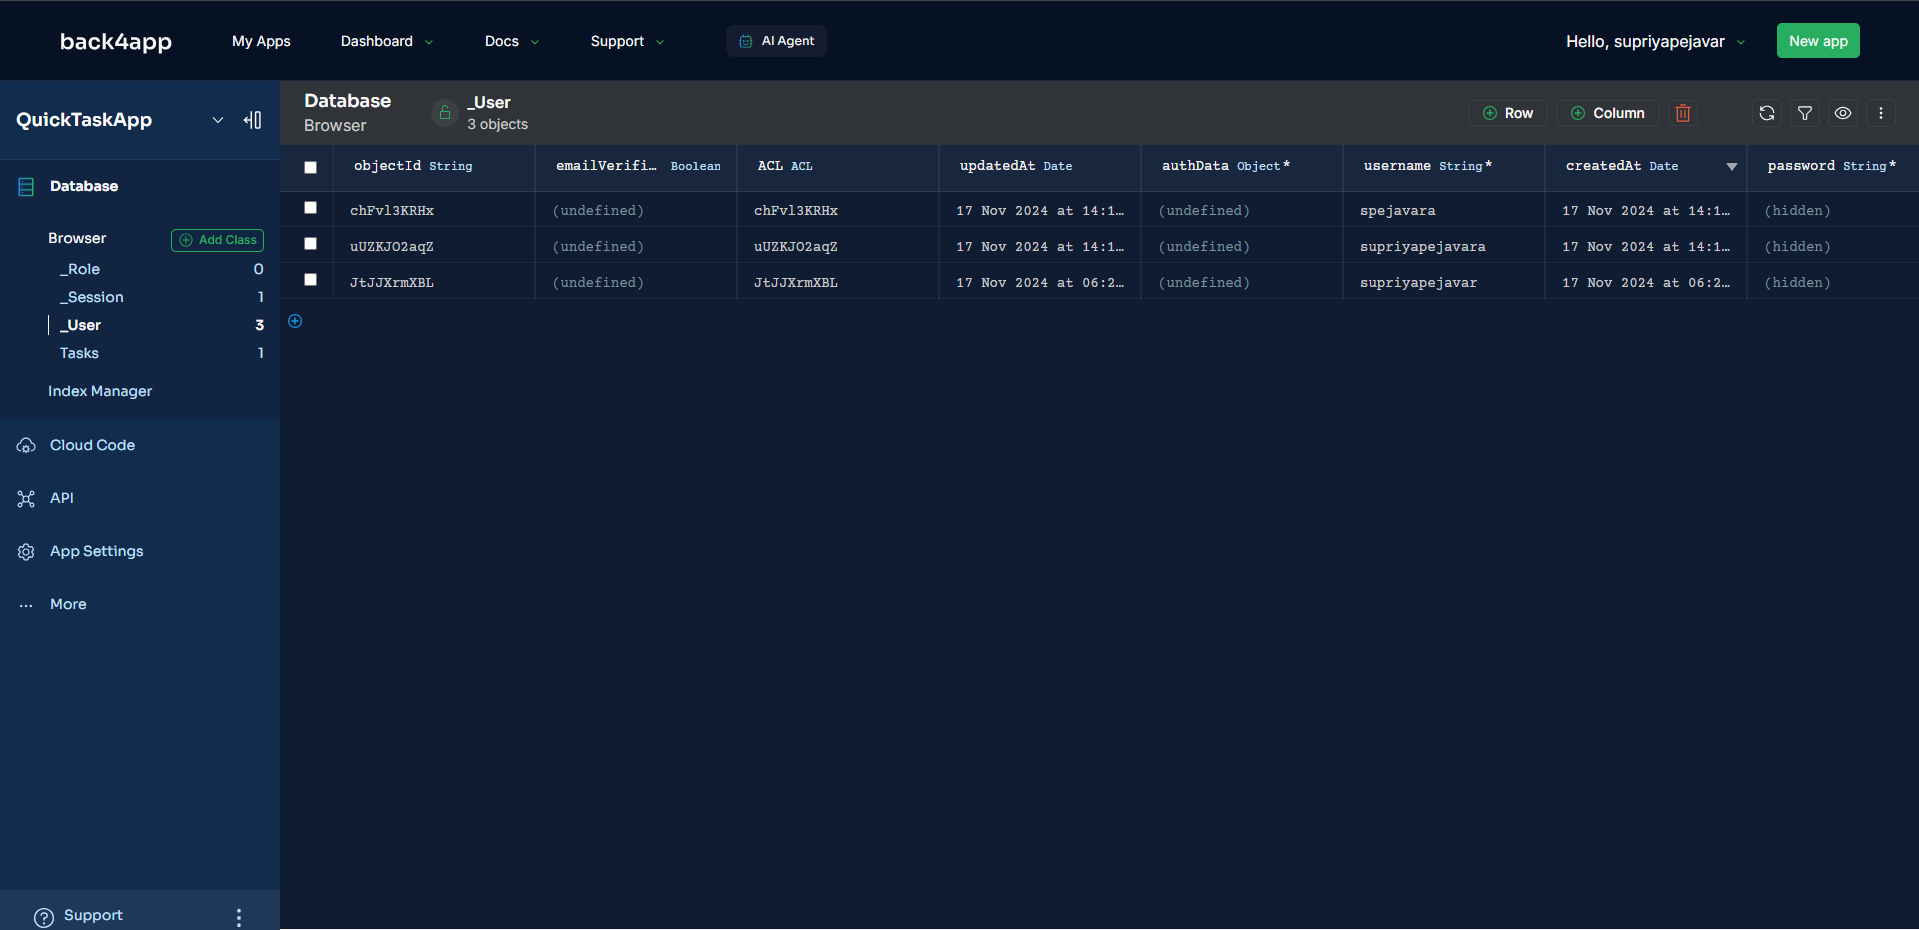 back4app My Apps Dashboard Docs Support AI Agent Hello, supriyapejavar New app
QuickTaskApp
Database
Browser Add Class
_Role 0
_Session 1
_User 3
Tasks 1
Index Manager
Cloud Code
API
App Settings
More
Support
Database
Browser
_User
3 objects
Row Column
objectId String emailVerifi... Boolean ACL ACL updatedAt Date authData Object* username String* createdAt Date password String*
chFvl3KRHx (undefined) chFvl3KRHx 17 Nov 2024 at 14:1... (undefined) spejavara 17 Nov 2024 at 14:1... (hidden)
uUZKJO2aqZ (undefined) uUZKJO2aqZ 17 Nov 2024 at 14:1... (undefined) supriyapejavara 17 Nov 2024 at 14:1... (hidden)
JtJJXrmXBL (undefined) JtJJXrmXBL 17 Nov 2024 at 06:2... (undefined) supriyapejavar 17 Nov 2024 at 06:2... (hidden)